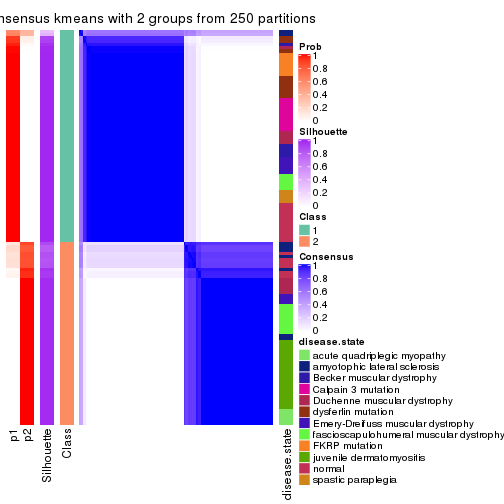 nsensus kmeans with 2 groups from 250 partitions
Prob
1
0.8
0.6
0.4
0.2
0
Silhouette
1
0.8
0.6
0.4
0.2
0
Class
1
2
Consensus
1
0.8
0.6
0.4
0.2
0
disease.state
acute quadriplegic myopathy
amyotophic lateral sclerosis
Becker muscular dystrophy
Calpain 3 mutation
Duchenne muscular dystrophy
dysferlin mutation
Emery-Dreifuss muscular dystrophy
fascioscapulohumeral muscular dystrophy
FKRP mutation
juvenile dermatomyositis
normal
spastic paraplegia
p1
p2
Silhouette
Class
disease.state